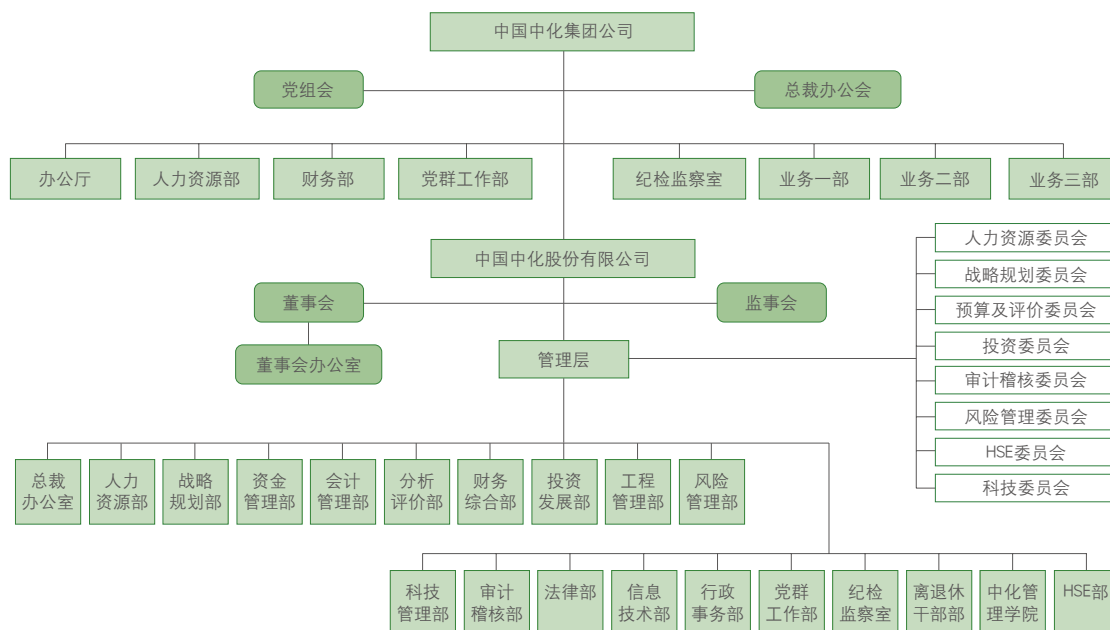 中国中化集团公司
党组会
总裁办公会
办公厅
人力资源部
财务部
党群工作部
纪检监察室
业务一部
业务二部
业务三部
中国中化股份有限公司
董事会
监事会
董事会办公室
管理层
人力资源委员会
战略规划委员会
预算及评价委员会
投资委员会
审计稽核委员会
风险管理委员会
HSE委员会
科技委员会
总裁
办公室
人力
资源部
战略
规划部
资金
管理部
会计
管理部
分析
评价部
财务
综合部
投资
发展部
工程
管理部
风险
管理部
科技
管理部
审计
稽核部
法律部
信息
技术部
行政
事务部
党群
工作部
纪检
监察室
离退休
干部部
中化管
理学院
HSE部